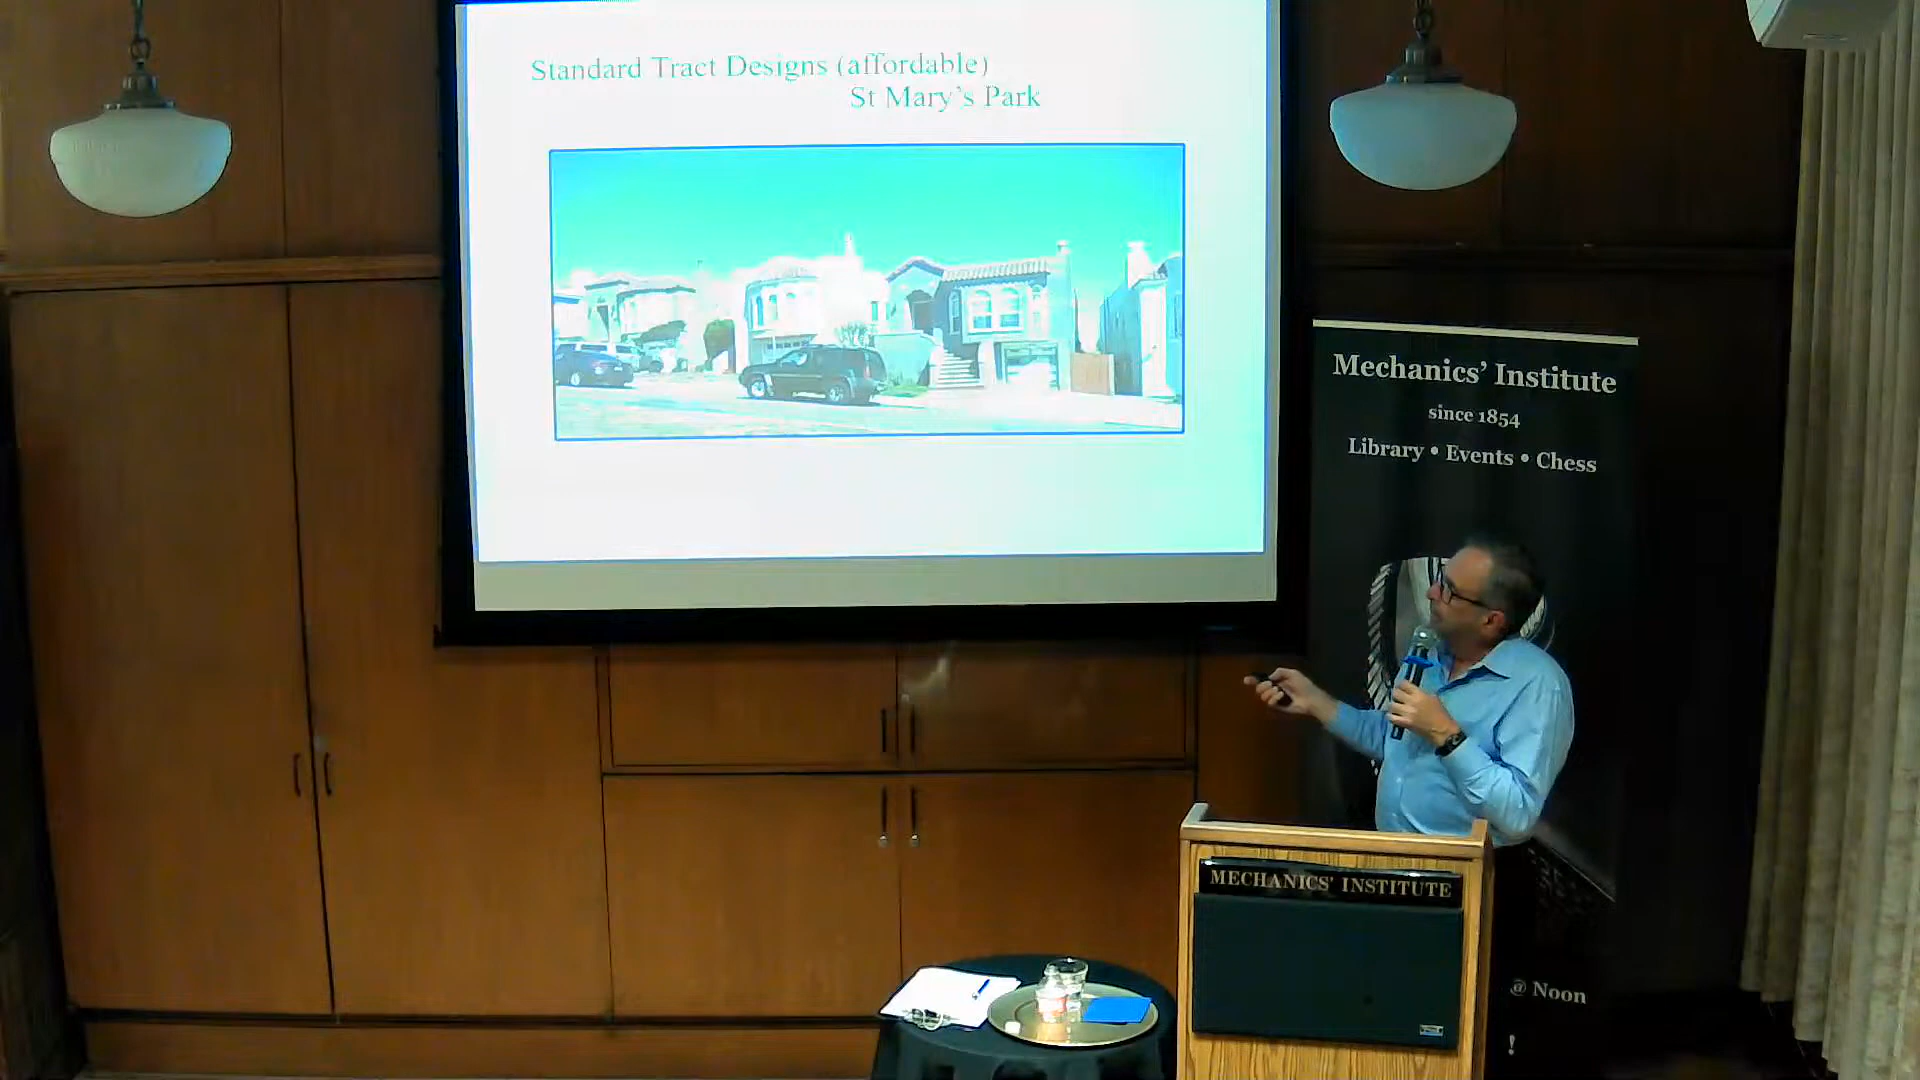 Standard Tract Designs (affordable)
St Mary's Park
Mechanics' Institute
since 1854
Library • Events • Chess
@ Noon
!
MECHANICS' INSTITUTE